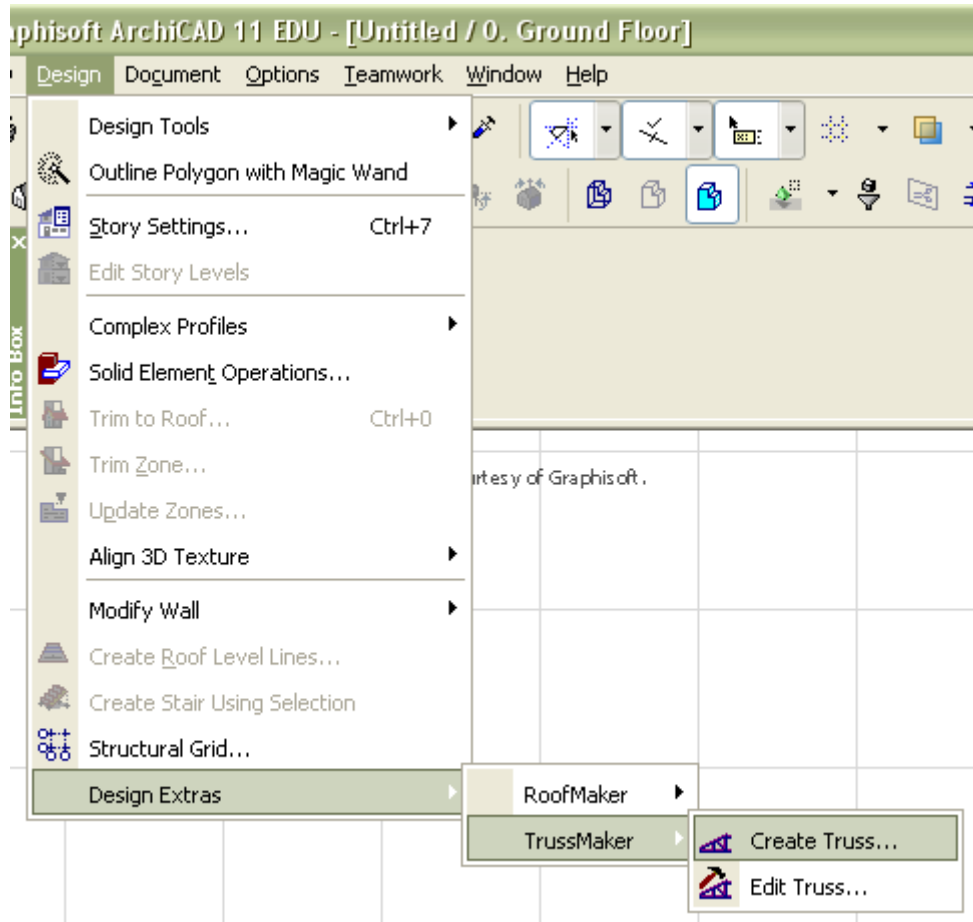 phisoft ArchiCAD 11 EDU - [Untitled / 0. Ground Floor]
Design Document Options Teamwork Window Help
Design Tools
Outline Polygon with Magic Wand
Story Settings... Ctrl+7
Edit Story Levels
Info Box
Complex Profiles
Solid Element Operations...
Trim to Roof... Ctrl+0
Trim Zone...
rtesy of Graphisoft.
Update Zones...
Align 3D Texture
Modify Wall
Create Roof Level Lines...
Create Stair Using Selection
Structural Grid...
Design Extras
RoofMaker
TrussMaker
Create Truss...
Edit Truss...